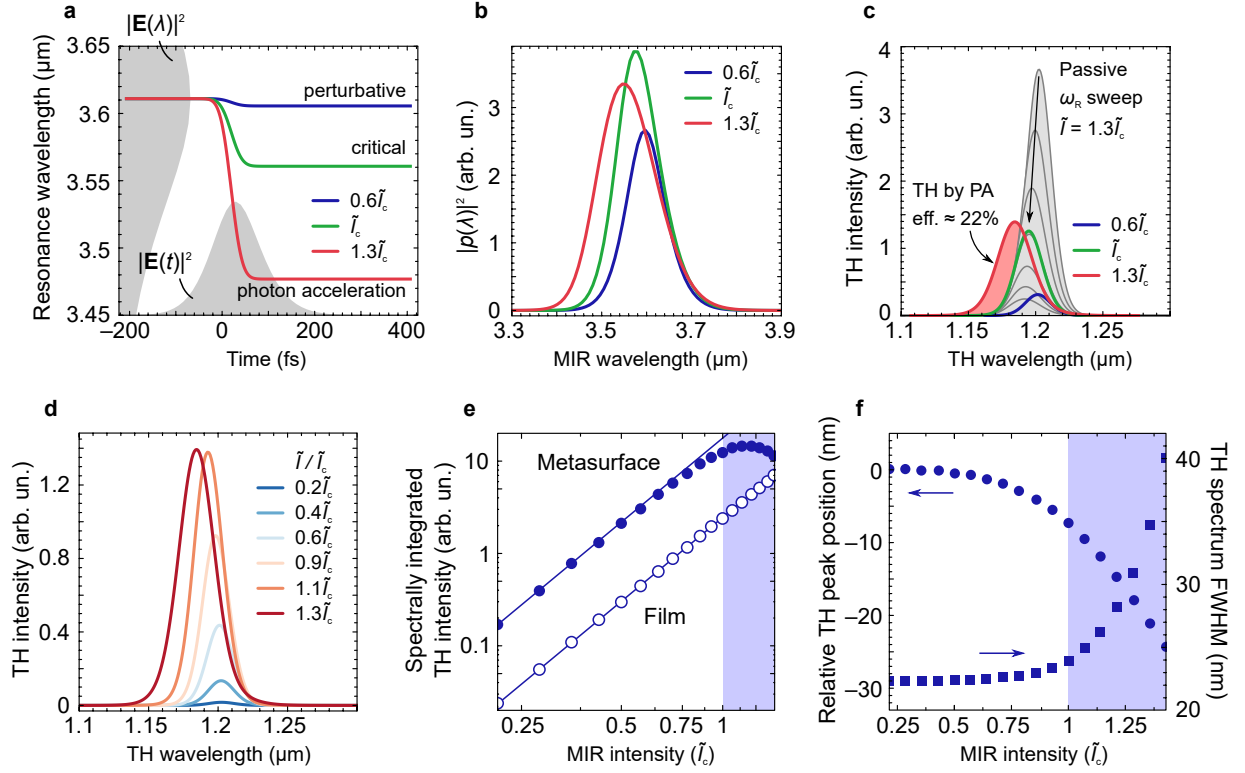 a
|E(λ)|²
Resonance wavelength (μm)
3.65
3.6
3.55
3.5
3.45
perturbative
critical
0.6Ĩc
Ĩc
1.3Ĩc
|E(t)|²
photon acceleration
−200
0
200
400
Time (fs)
b
|p(λ)|² (arb. un.)
3
2
1
0
0.6Ĩc
Ĩc
1.3Ĩc
3.3
3.5
3.7
3.9
MIR wavelength (μm)
c
TH intensity (arb. un.)
4
3
2
1
0
Passive
ωR sweep
Ĩ = 1.3Ĩc
TH by PA
eff. ≈ 22%
0.6Ĩc
Ĩc
1.3Ĩc
1.1
1.15
1.2
1.25
TH wavelength (μm)
d
TH intensity (arb. un.)
1.2
0.8
0.4
0
Ĩ / Ĩc
0.2Ĩc
0.4Ĩc
0.6Ĩc
0.9Ĩc
1.1Ĩc
1.3Ĩc
1.1
1.15
1.2
1.25
TH wavelength (μm)
e
Spectrally integrated
TH intensity (arb. un.)
10
1
0.1
Metasurface
Film
0.25
0.5
0.75
1
MIR intensity (Ĩc)
f
Relative TH peak position (nm)
0
−10
−20
−30
40
30
20
TH spectrum FWHM (nm)
0.25
0.5
0.75
1
1.25
MIR intensity (Ĩc)